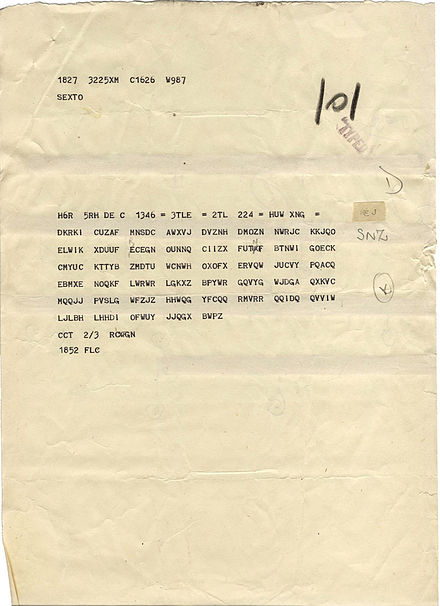 1827 3225XM C1626 W987
SEXTO
101
"TYPED
H6R 5RH DE C 1346 = 3TLE = 2TL 224 = HUW XNG =
DKRKI CUZAF MNSDC AWXVJ DVZNH DMOZN NWRJC KKJQO
SNZ
ELWIK XDUUF ECEGN OUNNQ CIIZX FUTKF BTNWI GOECK
CMYUC KTTYB ZMDTU WCNWH OXOFX ERVQW JUCVY PQACQ
EBMXE NOQKF LWRWR LGKXZ BPYWR GQVYG WJDGA QXKVC
MQQJJ PVSLG WFZJZ HHWQG YFCQQ RMVRR QQIDQ QVVIW
LJLBH LHHDI OFWUY JJQGX BWPZ
CCT 2/3 GN
1852 FLC